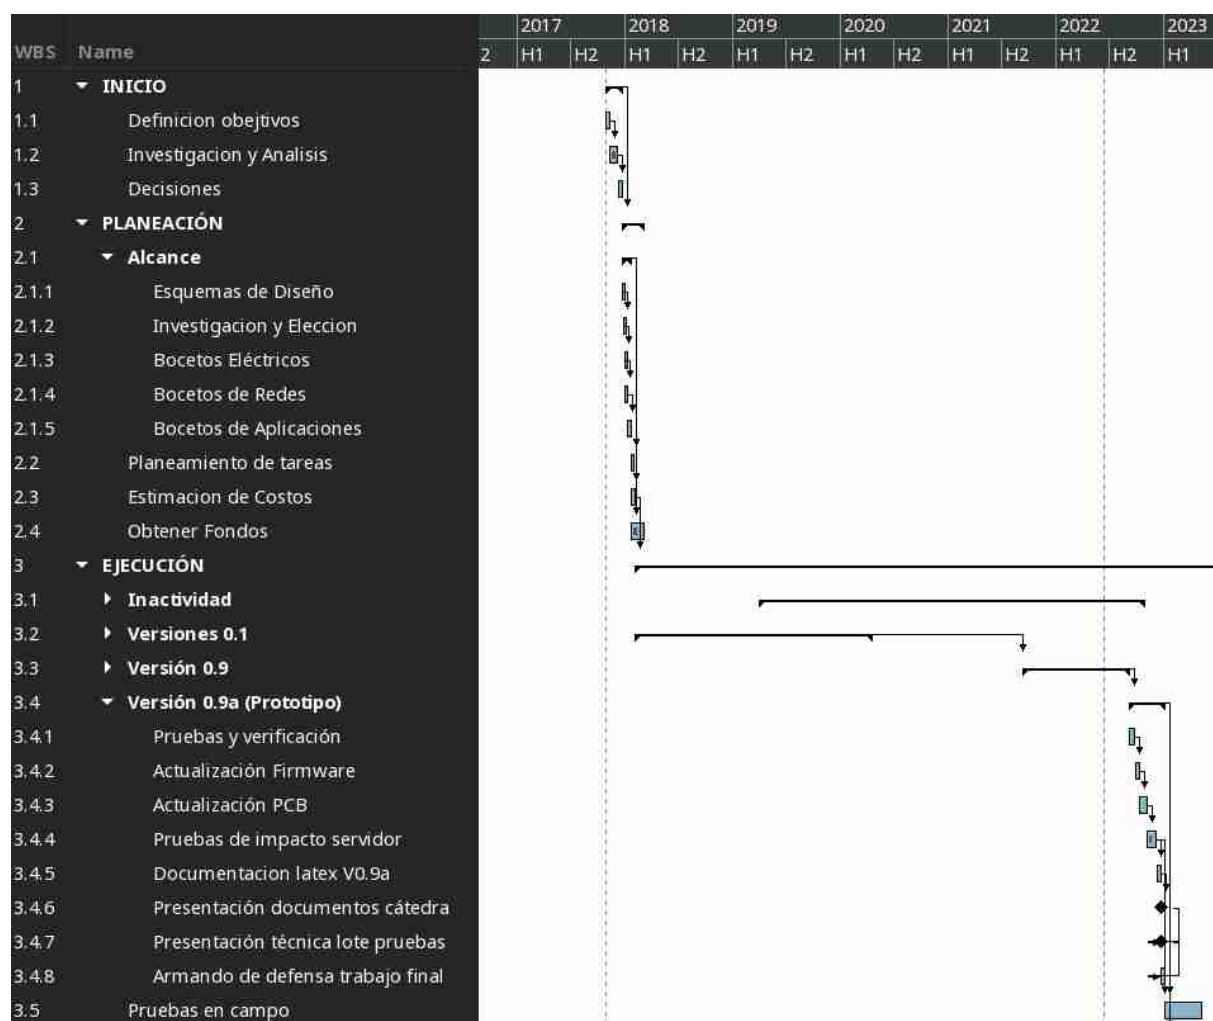 2017 2018 2019 2020 2021 2022 2023
WBS Name 2 H1 H2 H1 H2 H1 H2 H1 H2 H1 H2 H1 H2 H1
1 INICIO
1.1 Definicion obejtivos
1.2 Investigacion y Analisis
1.3 Decisiones
2 PLANEACIÓN
2.1 Alcance
2.1.1 Esquemas de Diseño
2.1.2 Investigacion y Eleccion
2.1.3 Bocetos Eléctricos
2.1.4 Bocetos de Redes
2.1.5 Bocetos de Aplicaciones
2.2 Planeamiento de tareas
2.3 Estimacion de Costos
2.4 Obtener Fondos
3 EJECUCIÓN
3.1 Inactividad
3.2 Versiones 0.1
3.3 Versión 0.9
3.4 Versión 0.9a (Prototipo)
3.4.1 Pruebas y verificación
3.4.2 Actualización Firmware
3.4.3 Actualización PCB
3.4.4 Pruebas de impacto servidor
3.4.5 Documentacion latex V0.9a
3.4.6 Presentación documentos cátedra
3.4.7 Presentación técnica lote pruebas
3.4.8 Armando de defensa trabajo final
3.5 Pruebas en campo